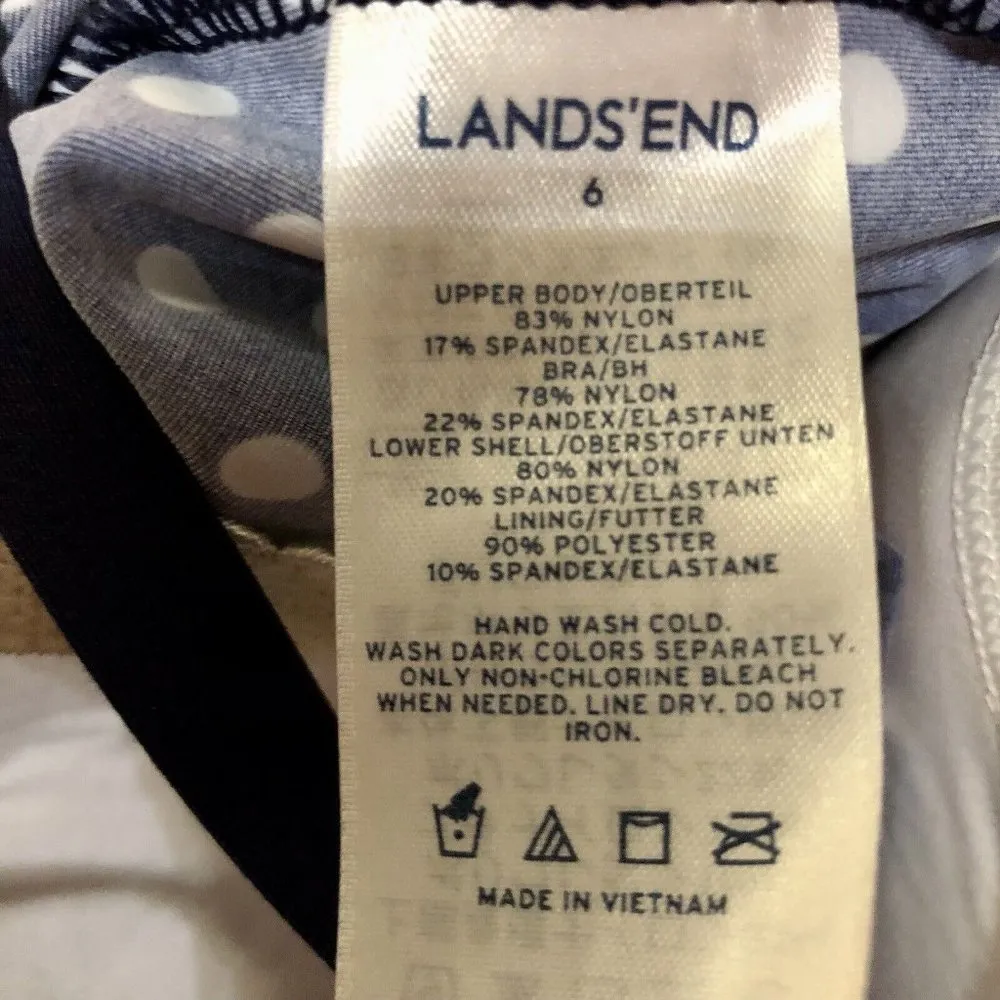 LANDS'END
6
UPPER BODY/OBERTEIL
83% NYLON
17% SPANDEX/ELASTANE
BRA/BH
78% NYLON
22% SPANDEX/ELASTANE
LOWER SHELL/OBERSTOFF UNTEN
80% NYLON
20% SPANDEX/ELASTANE
LINING/FUTTER
90% POLYESTER
10% SPANDEX/ELASTANE
HAND WASH COLD.
WASH DARK COLORS SEPARATELY.
ONLY NON-CHLORINE BLEACH
WHEN NEEDED. LINE DRY. DO NOT
IRON.
MADE IN VIETNAM